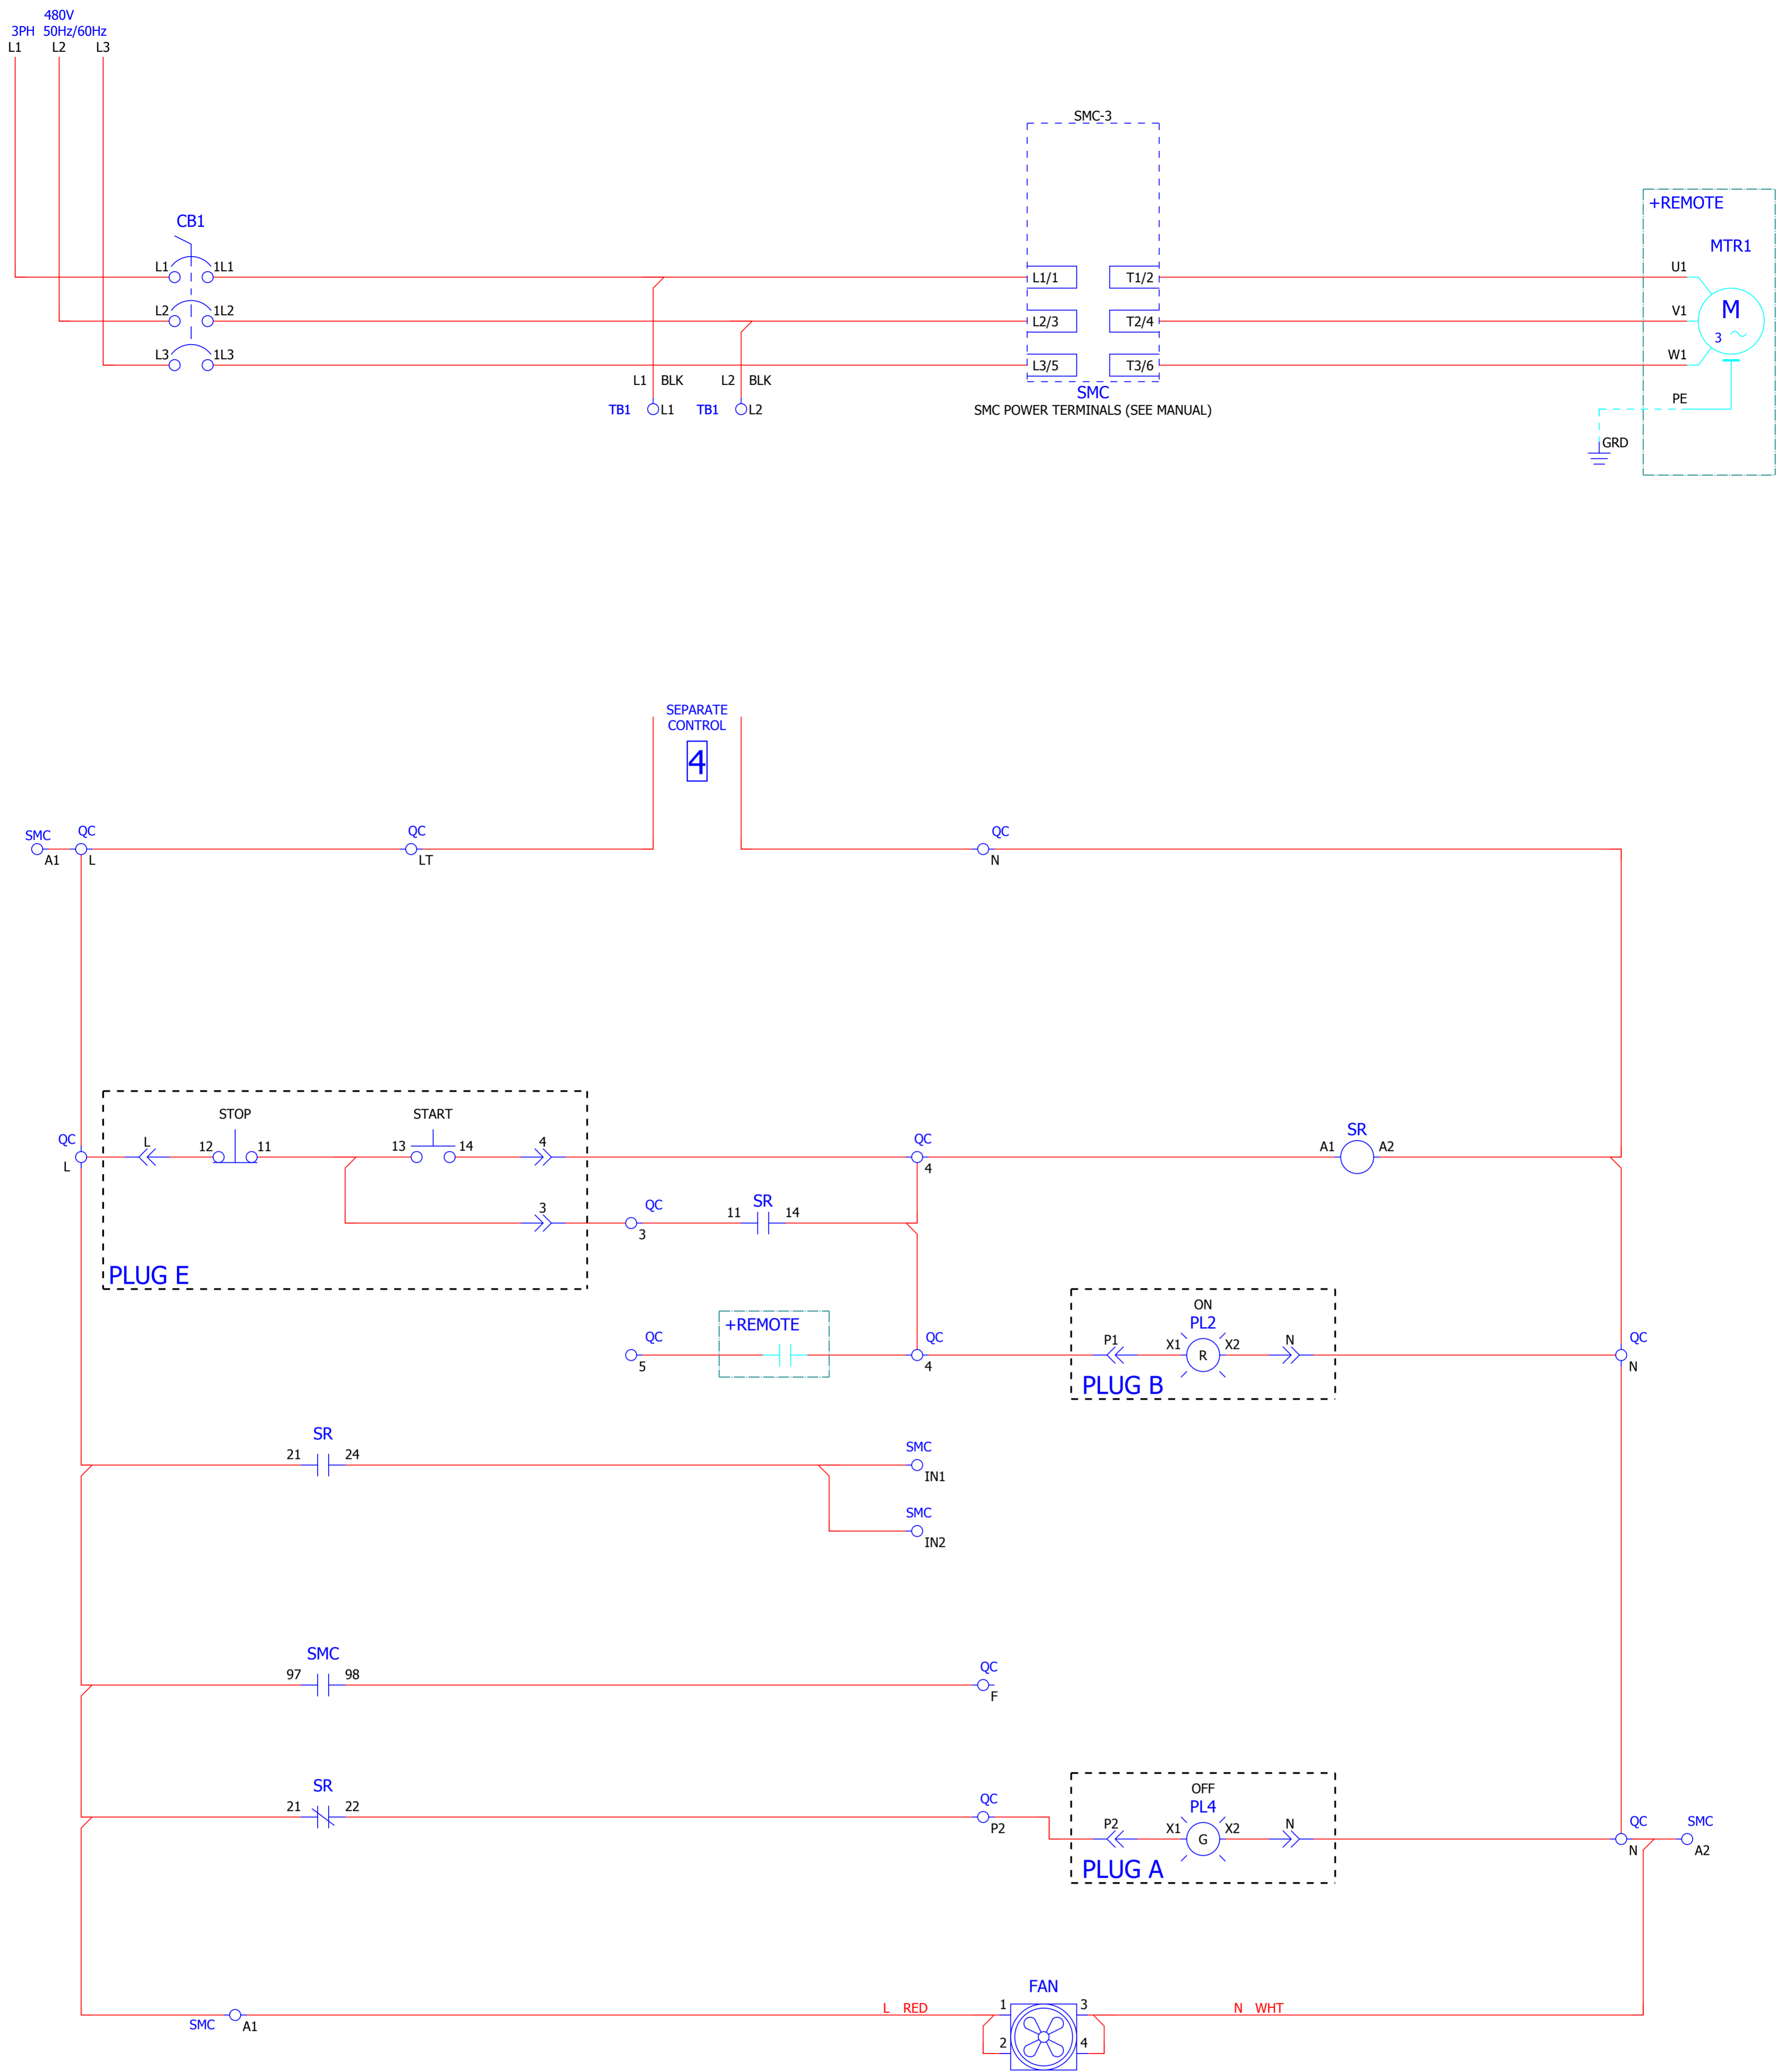 480V
3PH 50Hz/60Hz
L1 L2 L3
SMC-3
+REMOTE
CB1
MTR1
L1 1L1 L1/1 T1/2 U1
L2 1L2 L2/3 T2/4 V1
M
3
L3 1L3 L3/5 T3/6 W1
L1 BLK L2 BLK
SMC
PE
TB1 L1 TB1 L2
SMC POWER TERMINALS (SEE MANUAL)
GRD
SEPARATE
CONTROL
4
SMC QC QC QC
A1 L LT N
STOP START
QC L 12 11 13 14 4 QC SR
A1 A2
L 4
3 QC 11 SR 14
3
PLUG E
ON
+REMOTE PL2
QC QC P1 X1 X2 N QC
R
5 4 N
PLUG B
SR SMC
21 24
IN1
SMC
IN2
SMC QC
97 98
F
SR OFF
QC PL4
21 22 P2 X1 X2 N QC SMC
P2 G N A2
PLUG A
FAN
L RED 1 3 N WHT
SMC A1
2 4